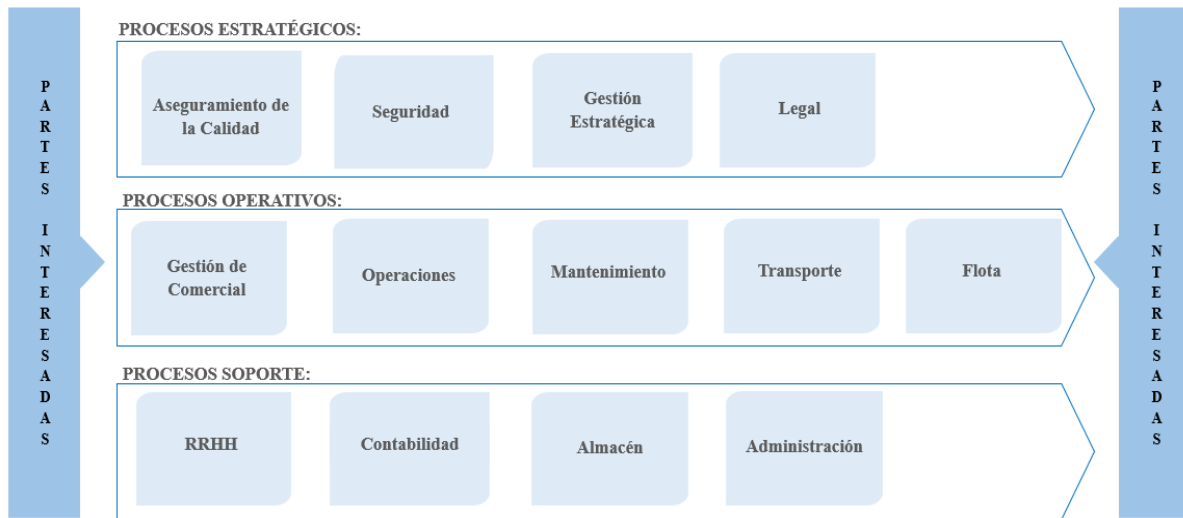 PARTES INTERESADAS
PROCESOS ESTRATÉGICOS:
Aseguramiento de
la Calidad
Seguridad
Gestión
Estratégica
Legal
PROCESOS OPERATIVOS:
Gestión de
Comercial
Operaciones
Mantenimiento
Transporte
Flota
PROCESOS SOPORTE:
RRHH
Contabilidad
Almacén
Administración
PARTES INTERESADAS